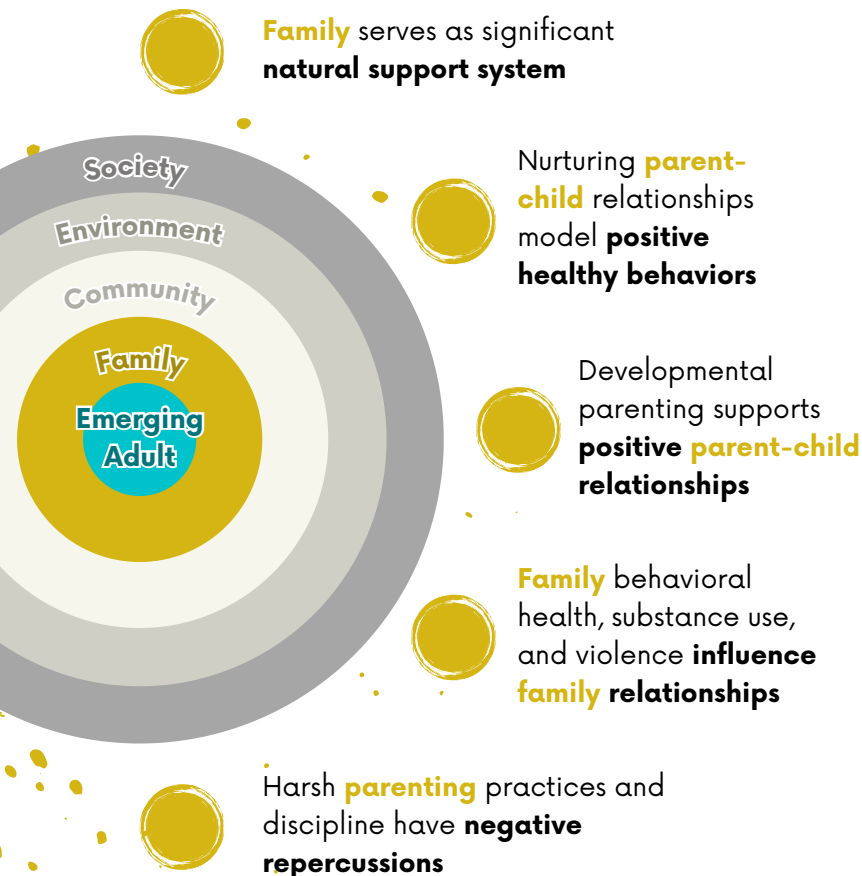 Family serves as significant
natural support system
Society
Environment
Community
Family
Emerging
Adult
Nurturing parent-
child relationships
model positive
healthy behaviors
Developmental
parenting supports
positive parent-child
relationships
Family behavioral
health, substance use,
and violence influence
family relationships
Harsh parenting practices and
discipline have negative
repercussions